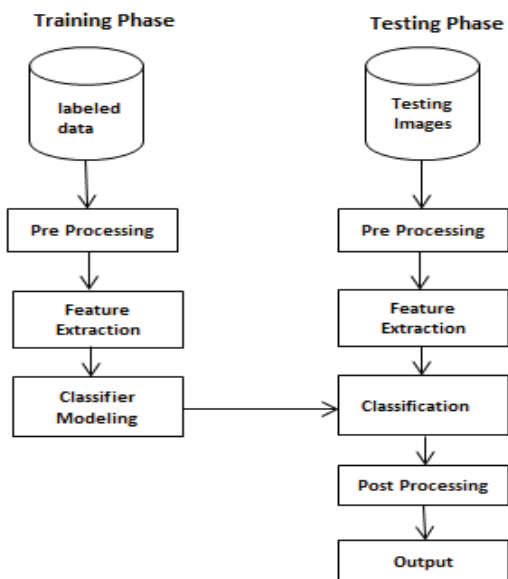 Training Phase
labeled
data
Pre Processing
Feature
Extraction
Classifier
Modeling
Testing Phase
Testing
Images
Pre Processing
Feature
Extraction
Classification
Post Processing
Output